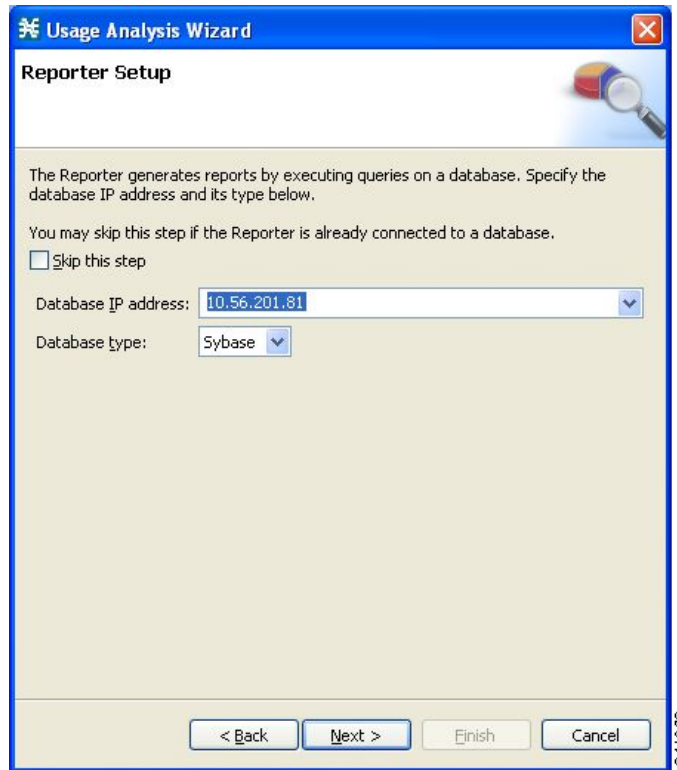 Usage Analysis Wizard
Reporter Setup
The Reporter generates reports by executing queries on a database. Specify the
database IP address and its type below.
You may skip this step if the Reporter is already connected to a database.
Skip this step
Database IP address: 10.56.201.81
Database type: Sybase
< Back Next > Finish Cancel